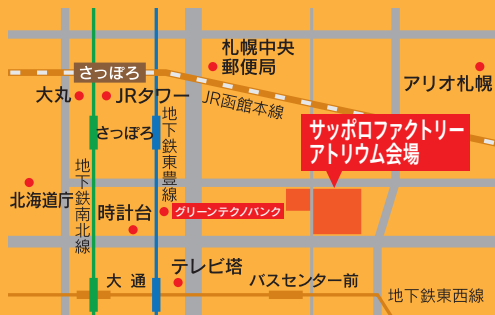 札幌中央
郵便局
さっぽろ
アリオ札幌
大丸
JRタワー
JR函館本線
サッポロファクトリー
アトリウム会場
さっぽろ
地下鉄東豊線
地下鉄南北線
北海道庁
時計台
グリーンテクノバンク
テレビ塔
大通
バスセンター前
地下鉄東西線